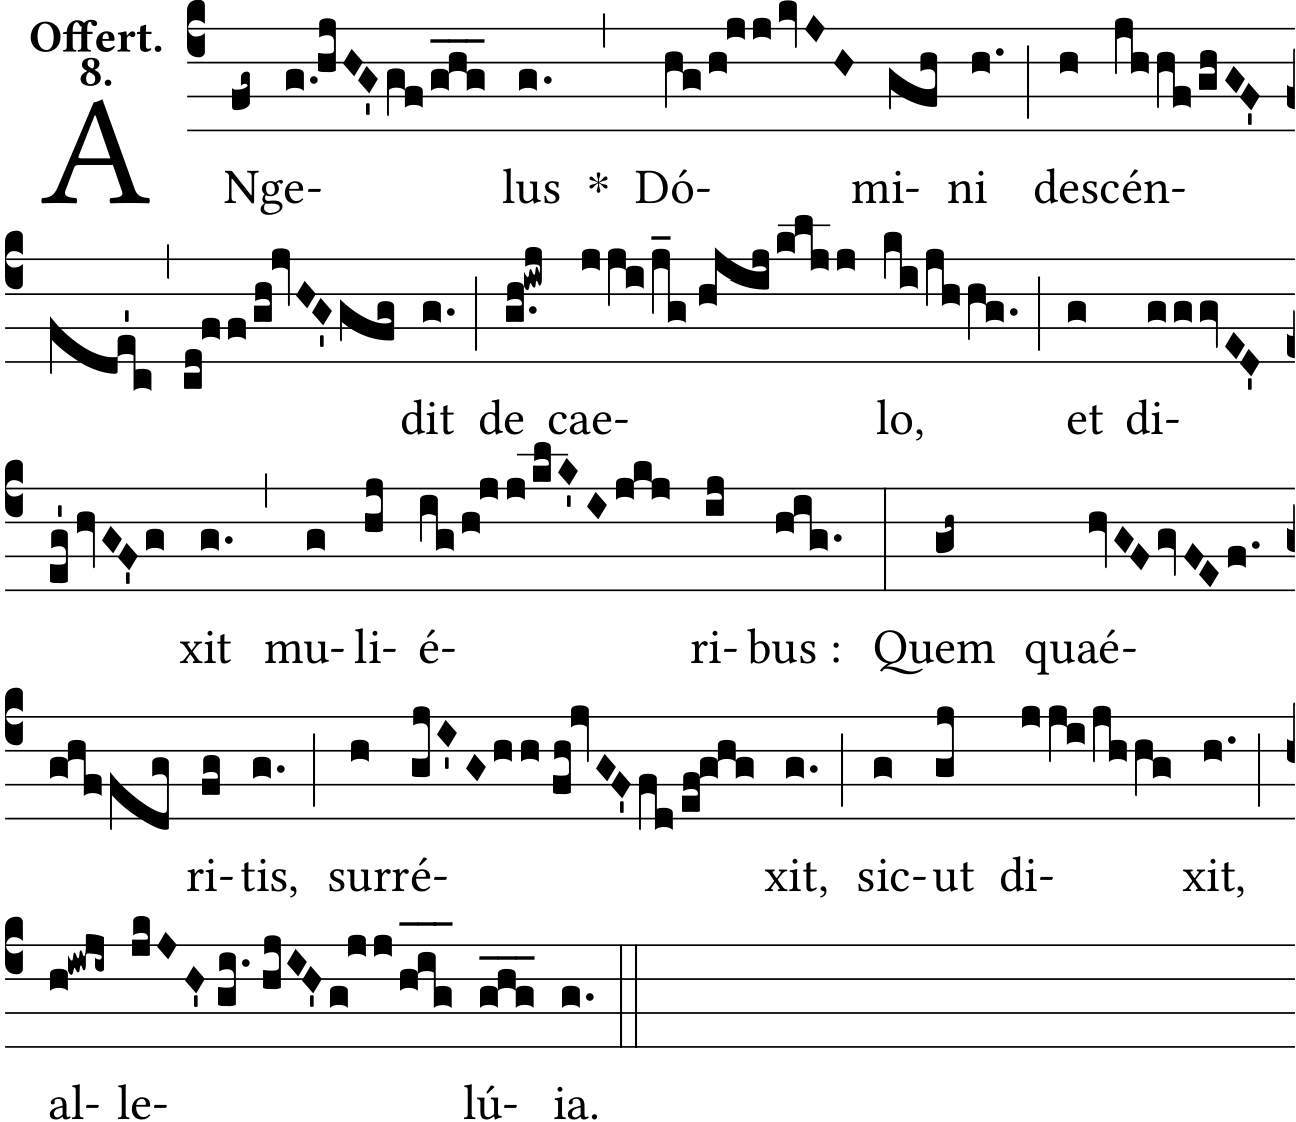 Offert.
8.
ANge- lus * Dó- mi- ni descén-
dit de cae- lo, et di-
xit mu- li- é- ri- bus : Quem quaé-
ri- tis, surré- xit, sic- ut di- xit,
al- le- lú- ia.